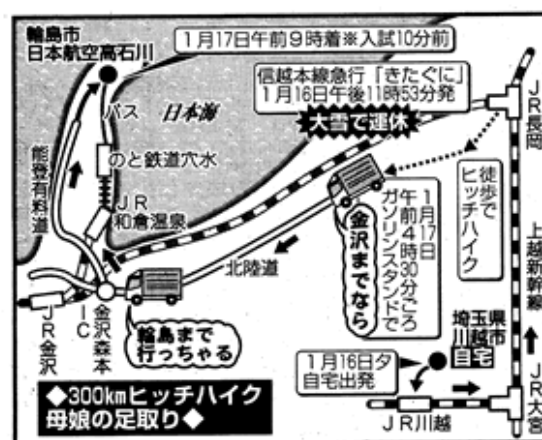 輪島市
日本航空高石川
1月17日午前9時着※入試10分前
信越本線急行「きたぐに」
1月16日午後11時53分発
大雪で運休
バス
日本海
能登有料道
のと鉄道穴水
JR
和倉温泉
JR長岡
徒歩で
ヒッチハイク
1月17日
午前4時30分ごろ
ガソリンスタンドで
金沢までなら
北陸道
上越新幹線
JR金沢
金沢森本
IC
輪島まで
行っちゃる
埼玉県
川越市
自宅
1月16日夕
自宅出発
JR川越
JR大宮
◆300kmヒッチハイク
母娘の足取り◆